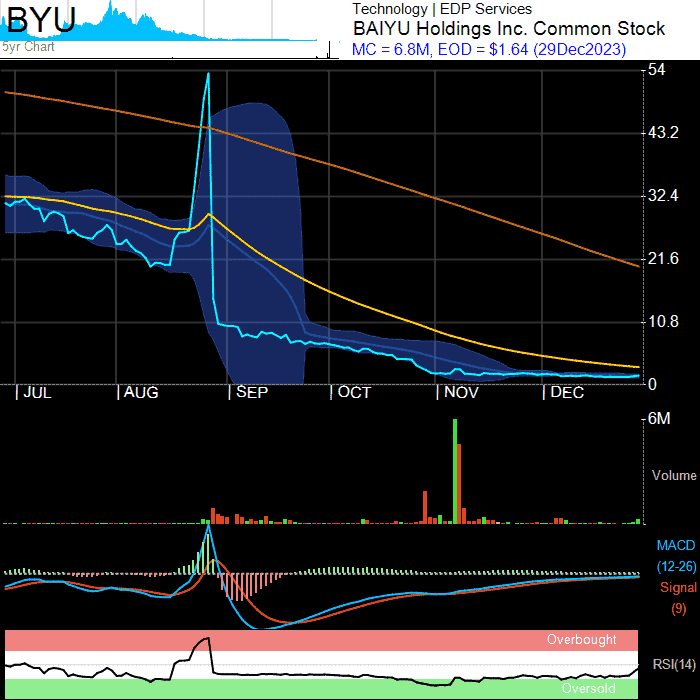 BYU
5yr Chart
Technology | EDP Services
BAIYU Holdings Inc. Common Stock
MC = 6.8M, EOD = $1.64 (29Dec2023)
54
43.2
32.4
21.6
10.8
0
JUL
AUG
SEP
OCT
NOV
DEC
6M
Volume
MACD
(12-26)
Signal
(9)
Overbought
RSI(14)
Oversold